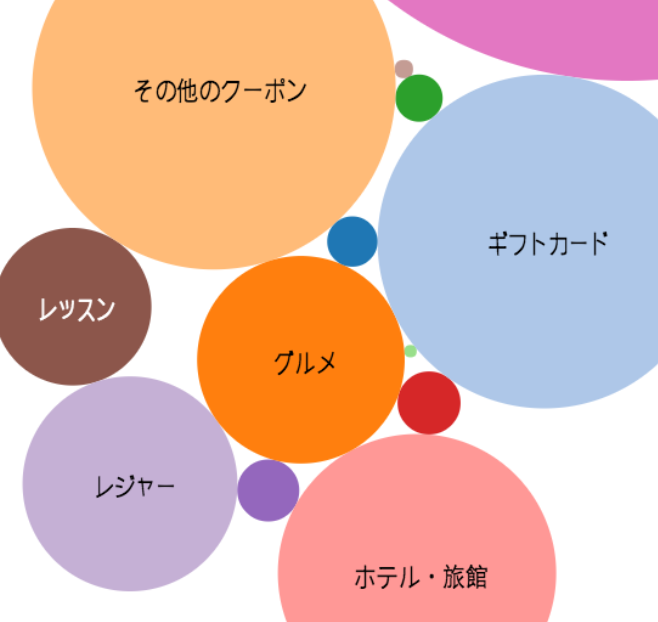 その他のクーポン
ギフトカード
レッスン
グルメ
レジャー
ホテル・旅館